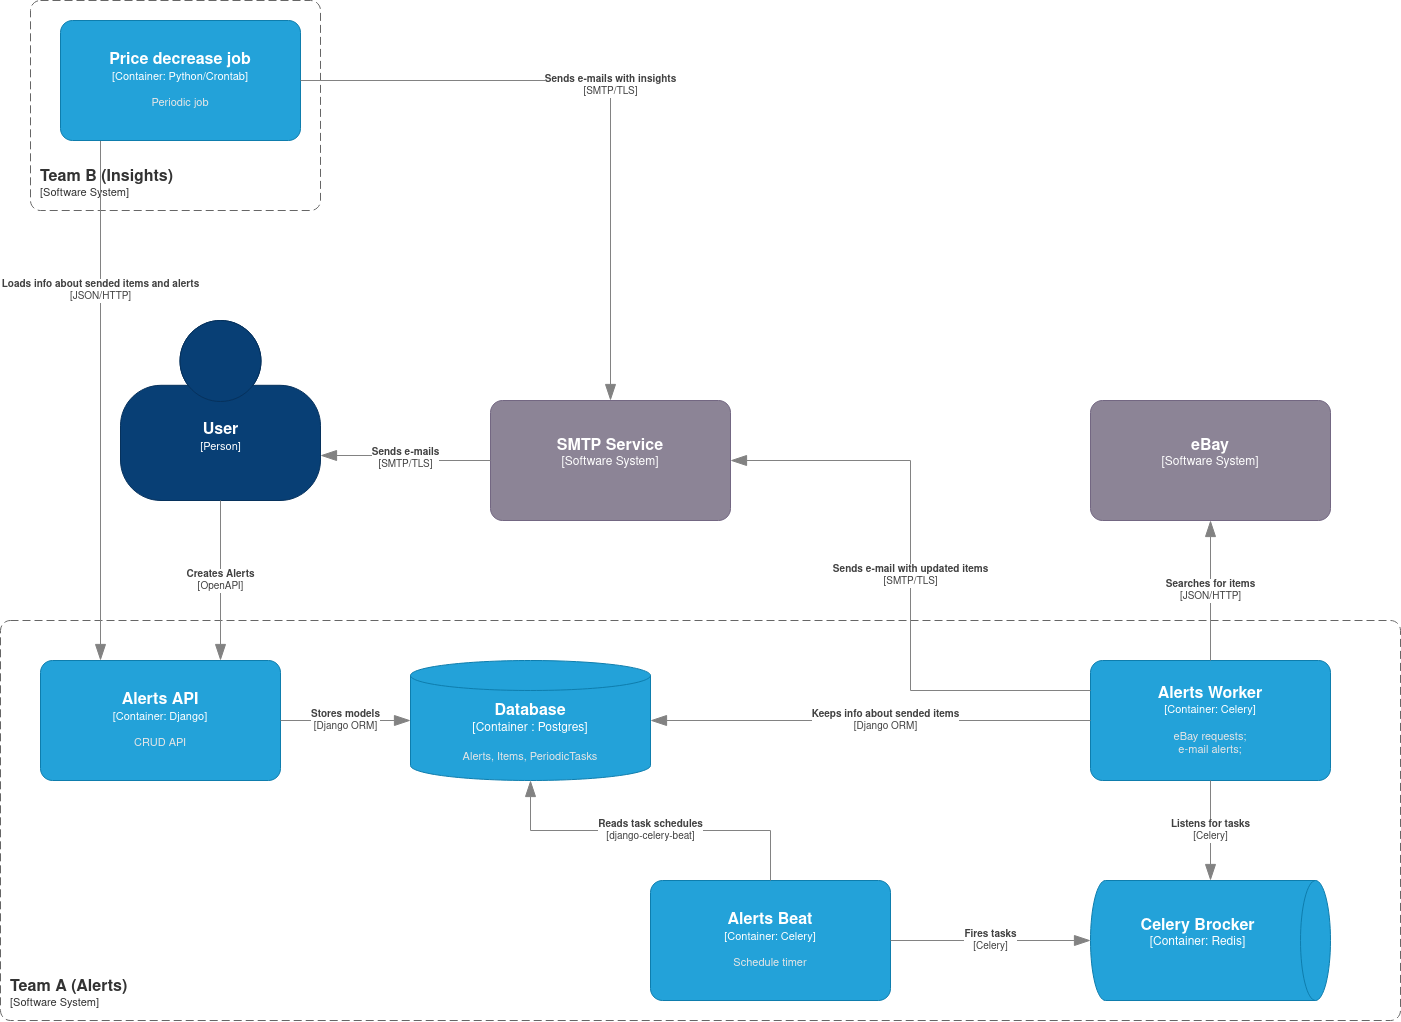 Price decrease job
[Container: Python/Crontab]
Periodic job
Team B (Insights)
[Software System]
Sends e-mails with insights
[SMTP/TLS]
Loads info about sended items and alerts
[JSON/HTTP]
User
[Person]
Sends e-mails
[SMTP/TLS]
SMTP Service
[Software System]
eBay
[Software System]
Creates Alerts
[OpenAPI]
Sends e-mail with updated items
[SMTP/TLS]
Searches for items
[JSON/HTTP]
Alerts API
[Container: Django]
CRUD API
Stores models
[Django ORM]
Database
[Container : Postgres]
Alerts, Items, PeriodicTasks
Keeps info about sended items
[Django ORM]
Alerts Worker
[Container: Celery]
eBay requests;
e-mail alerts;
Reads task schedules
[django-celery-beat]
Listens for tasks
[Celery]
Alerts Beat
[Container: Celery]
Schedule timer
Fires tasks
[Celery]
Celery Brocker
[Container: Redis]
Team A (Alerts)
[Software System]